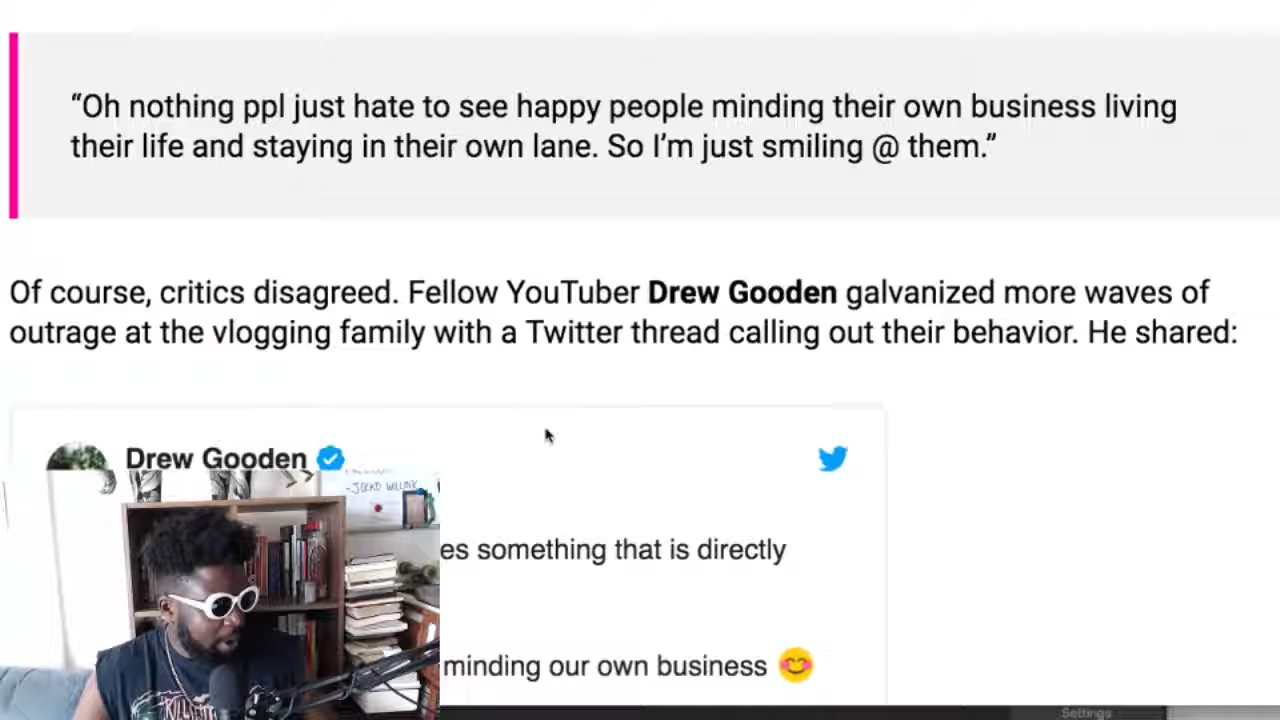 “Oh nothing ppl just hate to see happy people minding their own business living
their life and staying in their own lane. So I’m just smiling @ them.”
Of course, critics disagreed. Fellow YouTuber Drew Gooden galvanized more waves of
outrage at the vlogging family with a Twitter thread calling out their behavior. He shared:
Drew Gooden
-JOCKO WILLINK
es something that is directly
minding our own business 😊
Settings